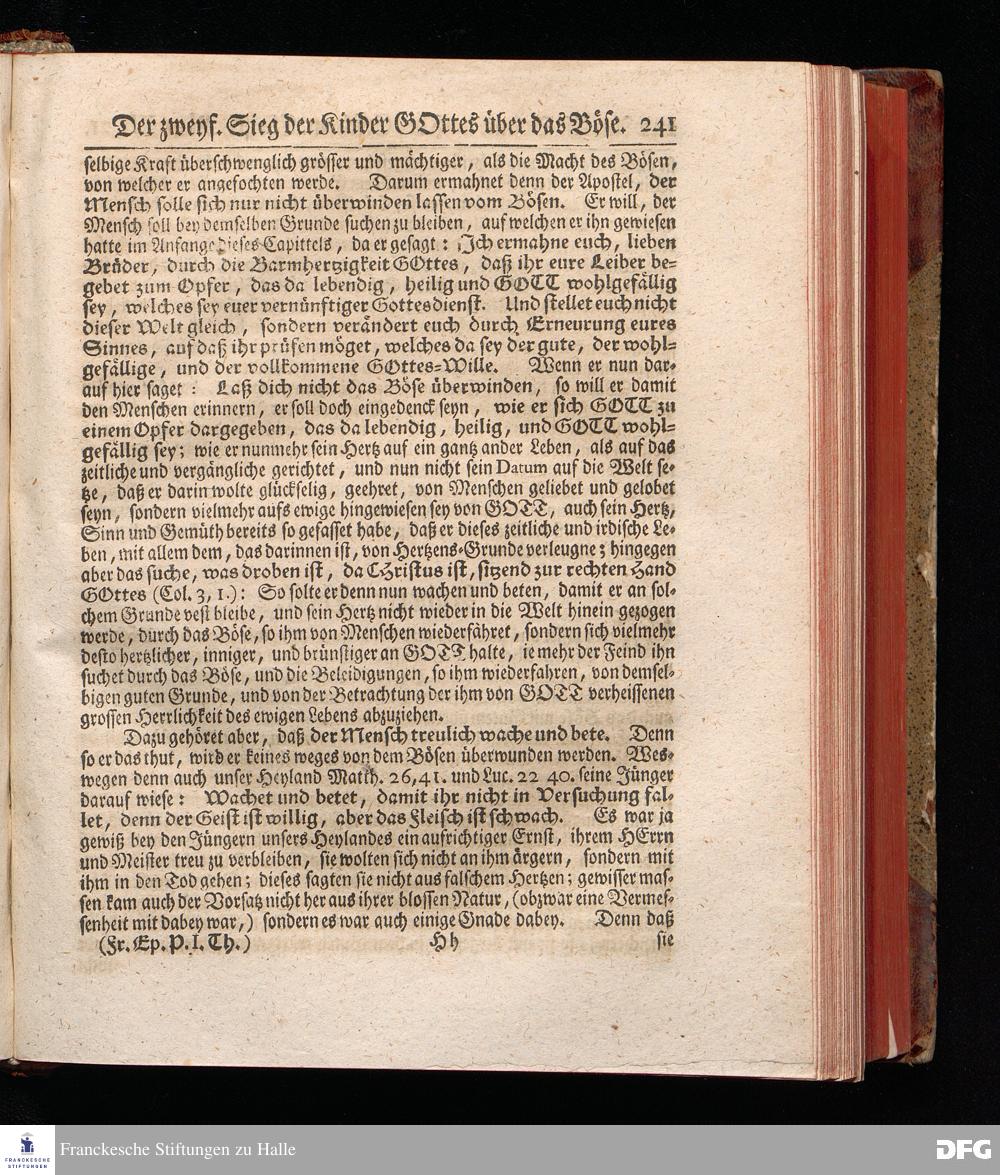 Der zweyf. Sieg der Kinder GOttes über das Böse. 241
selbige Kraft überschwenglich grösser und mächtiger, als die Macht des Bösen,
von welcher er angefochten werde. Darum ermahnet denn der Apostel, der
Mensch solle sich nur nicht überwinden lassen vom Bösen. Er will, der
Mensch soll bey demselben Grunde suchen zu bleiben, auf welchen er ihn gewiesen
hatte im Anfange dieses Capittels, da er gesagt: Ich ermahne euch, lieben
Brüder, durch die Barmhertzigkeit GOttes, daß ihr eure Leiber be-
gebet zum Opfer, das da lebendig, heilig und GOTT wohlgefällig
sey, welches sey euer vernünftiger Gottesdienst. Und stellet euch nicht
dieser Welt gleich, sondern verändert euch durch Erneurung eures
Sinnes, auf daß ihr prüfen möget, welches da sey der gute, der wohl-
gefällige, und der vollkommene GOttes-Wille. Wenn er nun dar-
auf hier saget: Laß dich nicht das Böse überwinden, so will er damit
den Menschen erinnern, er soll doch eingedenck seyn, wie er sich GOTT zu
einem Opfer dargegeben, das da lebendig, heilig, und GOTT wohl-
gefällig sey; wie er nunmehr sein Hertz auf ein gantz ander Leben, als auf das
zeitliche und vergängliche gerichtet, und nun nicht sein Datum auf die Welt se-
tze, daß er darin wolte glückselig, geehret, von Menschen geliebet und gelobet
seyn, sondern vielmehr aufs ewige hingewiesen sey von GOTT, auch sein Hertz,
Sinn und Gemüth bereits so gefasset habe, daß er dieses zeitliche und irdische Le-
ben, mit allem dem, das darinnen ist, von Hertzens-Grunde verleugne; hingegen
aber das suche, was droben ist, da CHristus ist, sitzend zur rechten Hand
GOttes (Col. 3, 1.): So solte er denn nun wachen und beten, damit er an sol-
chem Grunde vest bleibe, und sein Hertz nicht wieder in die Welt hinein gezogen
werde, durch das Böse, so ihm von Menschen wiederfähret, sondern sich vielmehr
desto hertzlicher, inniger, und brünstiger an GOTT halte, ie mehr der Feind ihn
suchet durch das Böse, und die Beleidigungen, so ihm wiederfahren, von demsel-
bigen guten Grunde, und von der Betrachtung der ihm von GOTT verheissenen
grossen Herrlichkeit des ewigen Lebens abzuziehen.
Dazu gehöret aber, daß der Mensch treulich wache und bete. Denn
so er das thut, wird er keines weges von dem Bösen überwunden werden. Wes-
wegen denn auch unser Heyland Matth. 26, 41. und Luc. 22 40. seine Jünger
darauf wiese: Wachet und betet, damit ihr nicht in Versuchung fal-
let, denn der Geist ist willig, aber das Fleisch ist schwach. Es war ja
gewiß bey den Jüngern unsers Heylandes ein aufrichtiger Ernst, ihrem HErrn
und Meister treu zu verbleiben, sie wolten sich nicht an ihm ärgern, sondern mit
ihm in den Tod gehen; dieses sagten sie nicht aus falschem Hertzen; gewisser mas-
sen kam auch der Vorsatz nicht her aus ihrer blossen Natur, (obzwar eine Vermes-
senheit mit dabey war,) sondern es war auch einige Gnade dabey. Denn daß
(Fr. Ep. P. I. Th.) Hh sie
FRANCKESCHE
STIFTUNGEN
Franckesche Stiftungen zu Halle
DFG